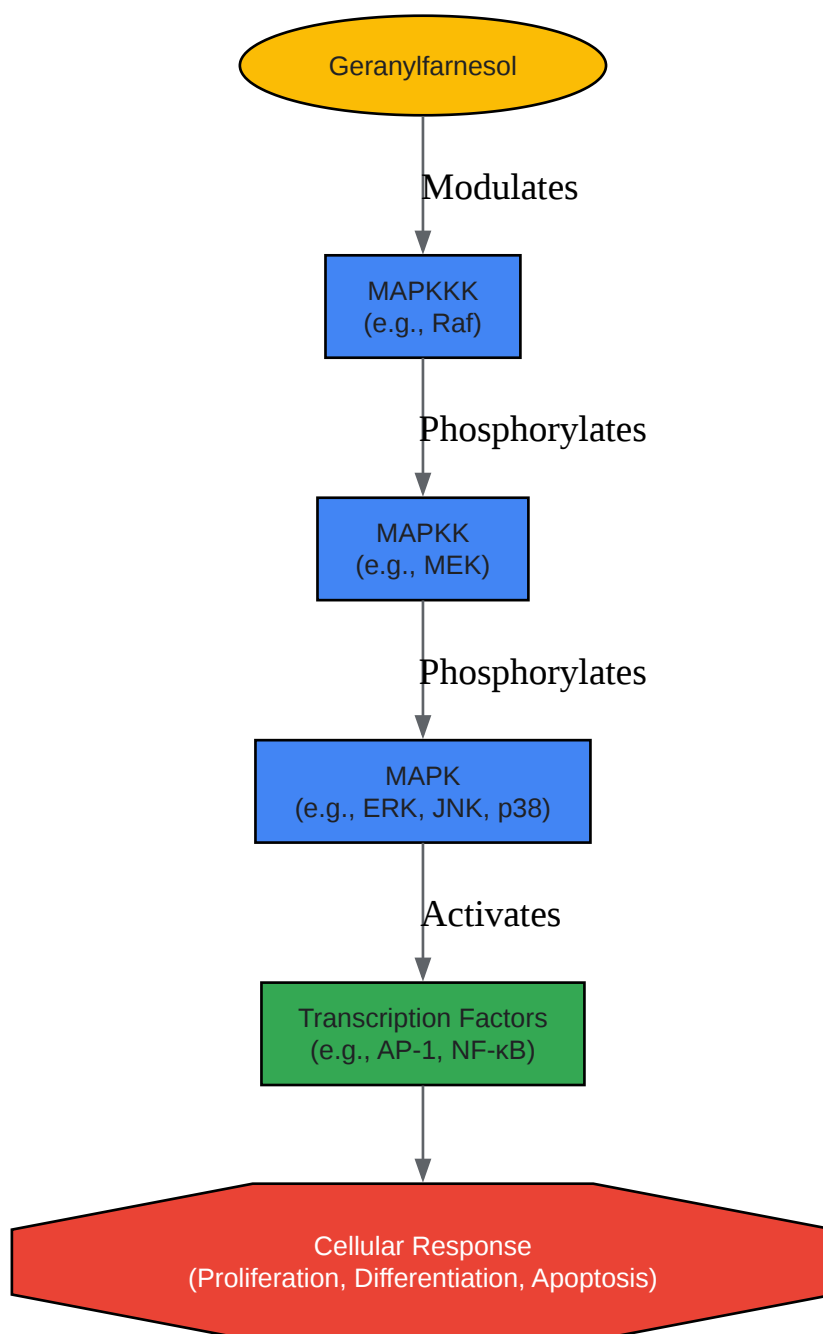 Geranylfarnesol
Modulates
MAPKKK
(e.g., Raf)
Phosphorylates
MAPKK
(e.g., MEK)
Phosphorylates
MAPK
(e.g., ERK, JNK, p38)
Activates
Transcription Factors
(e.g., AP-1, NF-κB)
Cellular Response
(Proliferation, Differentiation, Apoptosis)